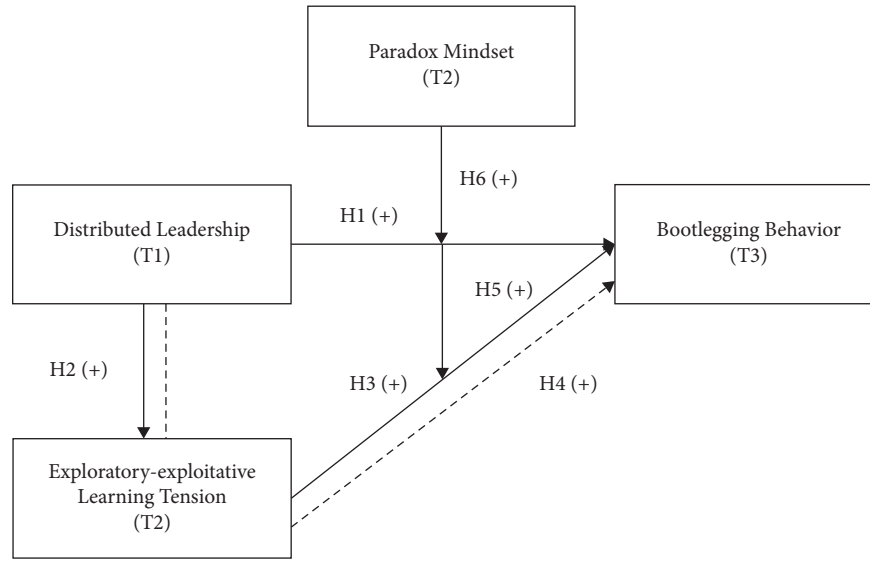 Paradox Mindset
(T2)
H6 (+)
Distributed Leadership
(T1)
H1 (+)
Bootlegging Behavior
(T3)
H5 (+)
H2 (+)
H3 (+)
H4 (+)
Exploratory-exploitative
Learning Tension
(T2)